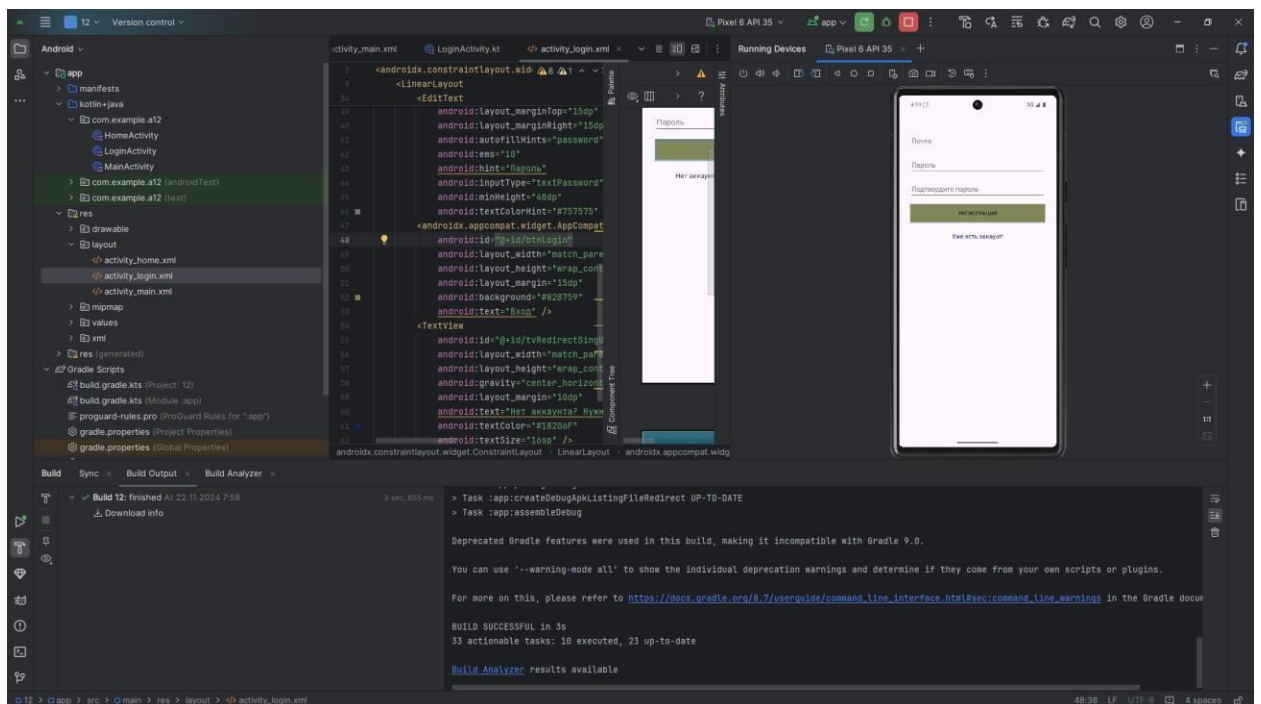 12
Version control
Pixel 6 API 35
app
Android
app
manifests
kotlin+java
com.example.a12
HomeActivity
LoginActivity
MainActivity
com.example.a12 (androidTest)
com.example.a12 (test)
res
drawable
layout
activity_home.xml
activity_login.xml
activity_main.xml
mipmap
values
xml
res (generated)
Gradle Scripts
build.gradle.kts (Project: 12)
build.gradle.kts (Module :app)
proguard-rules.pro (ProGuard Rules for ":app")
gradle.properties (Project Properties)
gradle.properties (Global Properties)
:ctivity_main.xml
LoginActivity.kt
activity_login.xml
8 1
<androidx.constraintlayout.wid
<LinearLayout
<EditText
android:layout_marginTop="15dp"
android:layout_marginRight="15dp
android:autofillHints="password"
android:ems="10"
android:hint="Пароль"
android:inputType="textPassword"
android:minHeight="48dp"
android:textColorHint="#757575"
<androidx.appcompat.widget.AppCompat
48 android:id="@+id/btnLogin"
android:layout_width="match_pare
android:layout_height="wrap_cont
android:layout_margin="15dp"
android:background="#828759"
android:text="Вход" />
<TextView
android:id="@+id/tvRedirectSingU
android:layout_width="match_pare
android:layout_height="wrap_cont
android:gravity="center_horizont
android:layout_margin="10dp"
android:text="Нет аккаунта? Нужн
android:textColor="#18206F"
android:textSize="16sp" />
androidx.constraintlayout.widget.ConstraintLayout
LinearLayout
androidx.appcompat.widg
Palette
Component Tree
Attributes
Пароль
Нет аккаун
Running Devices
Pixel 6 API 35
Почта
Пароль
Подтвердите пароль
РЕГИСТРАЦИЯ
Уже есть аккаунт!
1:1
Build
Sync
Build Output
Build Analyzer
Build 12: finished At 22.11.2024 7:58
3 sec, 655 ms
Download info
> Task :app:createDebugApkListingFileRedirect UP-TO-DATE
> Task :app:assembleDebug
Deprecated Gradle features were used in this build, making it incompatible with Gradle 9.0.
You can use '--warning-mode all' to show the individual deprecation warnings and determine if they come from your own scripts or plugins.
For more on this, please refer to https://docs.gradle.org/8.7/userguide/command_line_interface.html#sec:command_line_warnings in the Gradle docum
BUILD SUCCESSFUL in 3s
33 actionable tasks: 10 executed, 23 up-to-date
Build Analyzer results available
12 > app > src > main > res > layout > activity_login.xml
48:38 LF UTF-8 4 spaces